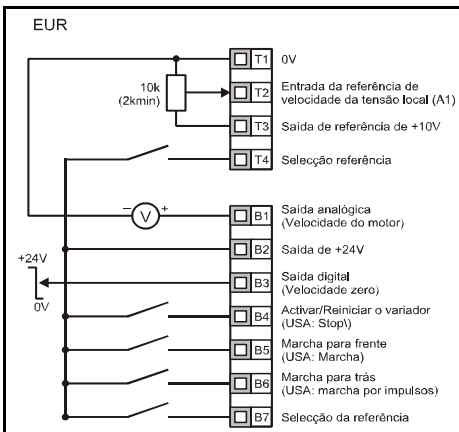 EUR
T1 0V
10k
(2kmin)
T2 Entrada da referência de
velocidade da tensão local (A1)
T3 Saída de referência de +10V
T4 Selecção referência
− V +
B1 Saída analógica
(Velocidade do motor)
B2 Saída de +24V
+24V
0V
B3 Saída digital
(Velocidade zero)
B4 Activar/Reiniciar o variador
(USA: Stop\)
B5 Marcha para frente
(USA: Marcha)
B6 Marcha para trás
(USA: marcha por impulsos)
B7 Selecção da referência